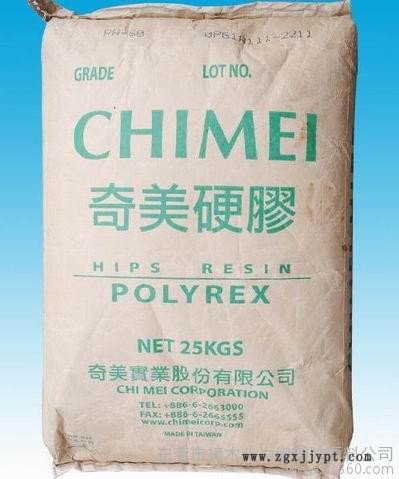 PH-60
GRADE
LOT NO.
CHIMEI
奇美硬膠
HIPS RESIN
POLYREX
NET 25KGS
奇美實業股份有限公司
CHI MEI CORPORATION
TEL: +886-6-2663000
FAX: +886-6-2665555
www.chimeicorp.com
MADE IN TAIWAN
www.zgxjjypt.com